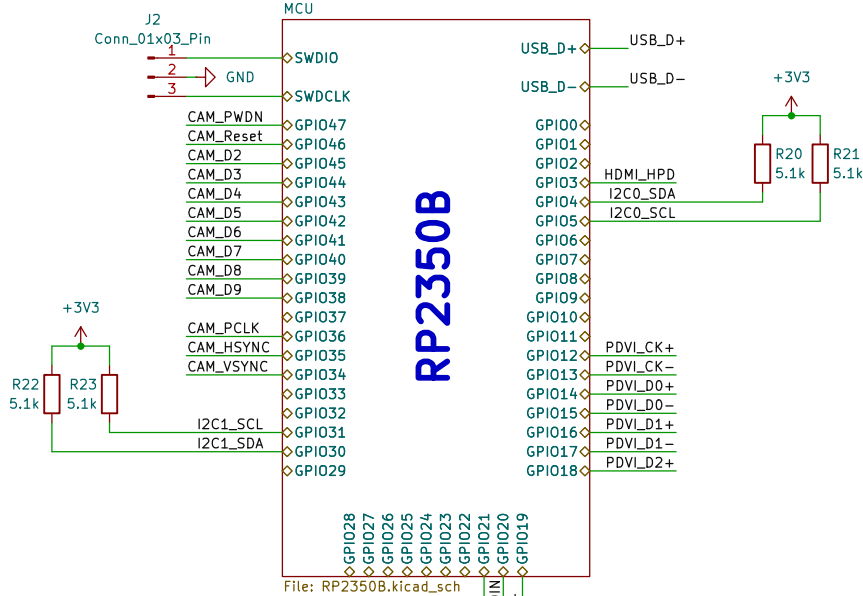 MCU
J2
Conn_01x03_Pin
1
2
3
GND
SWDIO
SWDCLK
CAM_PWDN
GPIO47
CAM_Reset
GPIO46
CAM_D2
GPIO45
CAM_D3
GPIO44
CAM_D4
GPIO43
CAM_D5
GPIO42
CAM_D6
GPIO41
CAM_D7
GPIO40
CAM_D8
GPIO39
CAM_D9
GPIO38
GPIO37
CAM_PCLK
GPIO36
CAM_HSYNC
GPIO35
CAM_VSYNC
GPIO34
GPIO33
GPIO32
I2C1_SCL
GPIO31
I2C1_SDA
GPIO30
GPIO29
+3V3
R22
5.1k
R23
5.1k
RP2350B
USB_D+
USB_D+
USB_D-
USB_D-
GPIO0
GPIO1
GPIO2
GPIO3
HDMI_HPD
GPIO4
I2C0_SDA
GPIO5
I2C0_SCL
GPIO6
GPIO7
GPIO8
GPIO9
GPIO10
GPIO11
GPIO12
PDVI_CK+
GPIO13
PDVI_CK-
GPIO14
PDVI_D0+
GPIO15
PDVI_D0-
GPIO16
PDVI_D1+
GPIO17
PDVI_D1-
GPIO18
PDVI_D2+
+3V3
R20
5.1k
R21
5.1k
GPIO28
GPIO27
GPIO26
GPIO25
GPIO24
GPIO23
GPIO22
GPIO21
GPIO20
GPIO19
File: RP2350B.kicad_sch